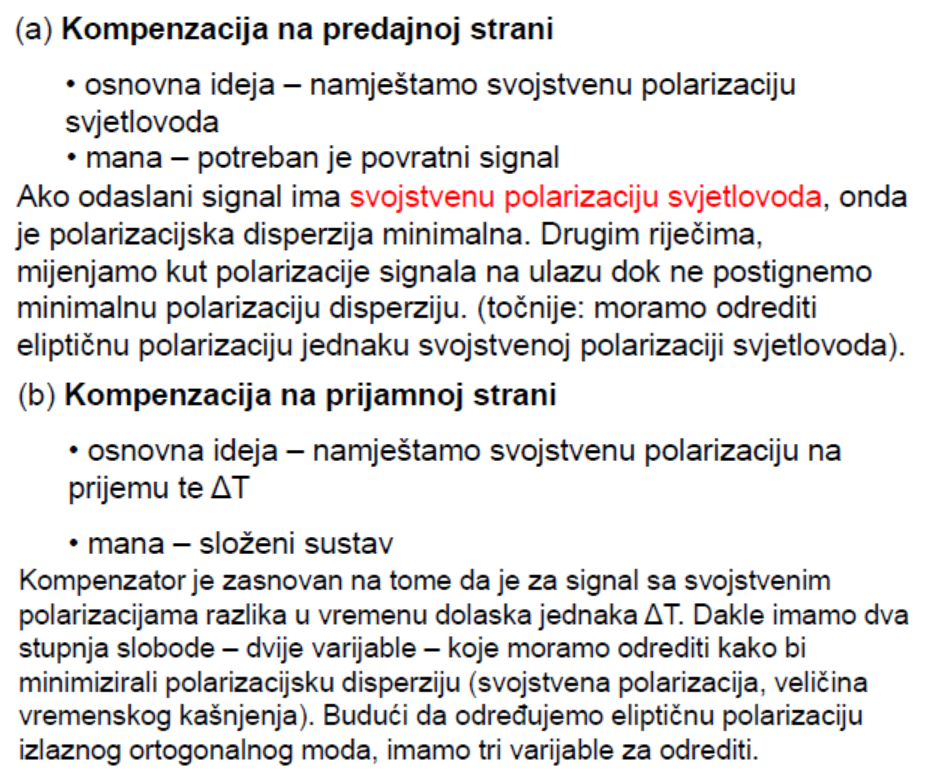 (a) Kompenzacija na predajnoj strani
• osnovna ideja – namještamo svojstvenu polarizaciju
svjetlovoda
• mana – potreban je povratni signal
Ako odaslani signal ima svojstvenu polarizaciju svjetlovoda, onda
je polarizacijska disperzija minimalna. Drugim riječima,
mijenjamo kut polarizacije signala na ulazu dok ne postignemo
minimalnu polarizaciju disperziju. (točnije: moramo odrediti
eliptičnu polarizaciju jednaku svojstvenoj polarizaciji svjetlovoda).
(b) Kompenzacija na prijamnoj strani
• osnovna ideja – namještamo svojstvenu polarizaciju na
prijemu te ΔT
• mana – složeni sustav
Kompenzator je zasnovan na tome da je za signal sa svojstvenim
polarizacijama razlika u vremenu dolaska jednaka ΔT. Dakle imamo dva
stupnja slobode – dvije varijable – koje moramo odrediti kako bi
minimizirali polarizacijsku disperziju (svojstvena polarizacija, veličina
vremenskog kašnjenja). Budući da određujemo eliptičnu polarizaciju
izlaznog ortogonalnog moda, imamo tri varijable za odrediti.